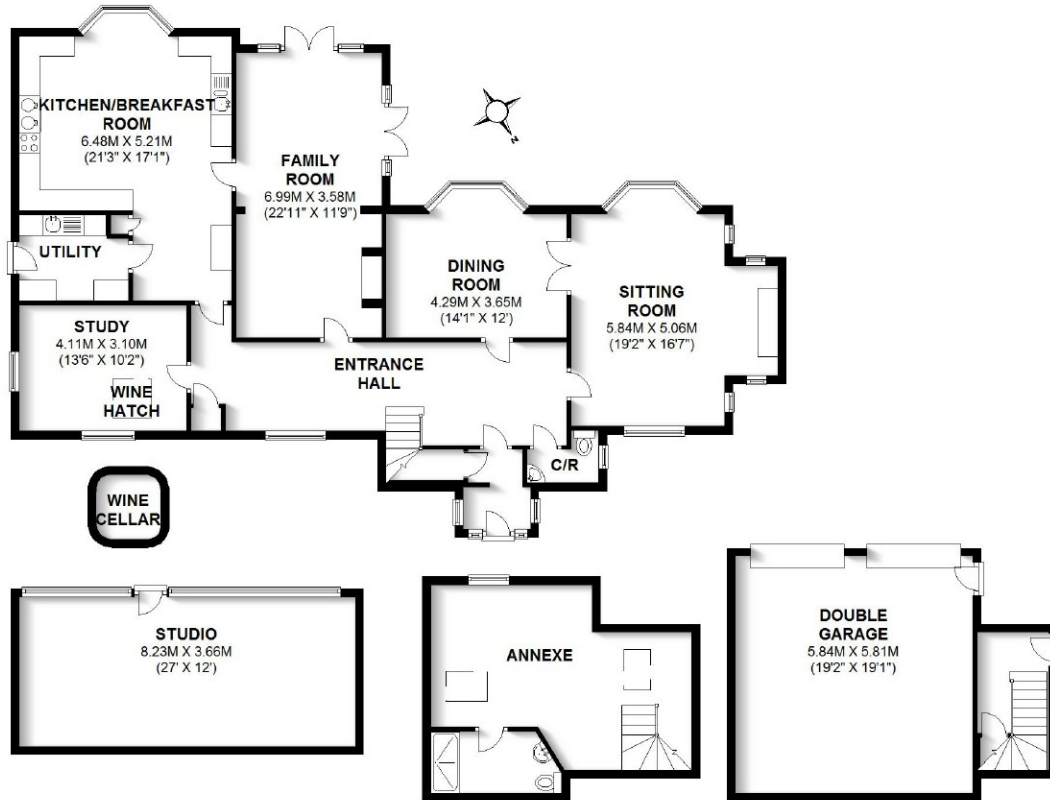 KITCHEN/BREAKFAST
ROOM
6.48M X 5.21M
(21'3" X 17'1")
FAMILY
ROOM
6.99M X 3.58M
(22'11" X 11'9")
N
UTILITY
DINING
ROOM
4.29M X 3.65M
(14'1" X 12')
SITTING
ROOM
5.84M X 5.06M
(19'2" X 16'7")
STUDY
4.11M X 3.10M
(13'6" X 10'2")
WINE
HATCH
ENTRANCE
HALL
C/R
WINE
CELLAR
STUDIO
8.23M X 3.66M
(27' X 12')
ANNEXE
DOUBLE
GARAGE
5.84M X 5.81M
(19'2" X 19'1")